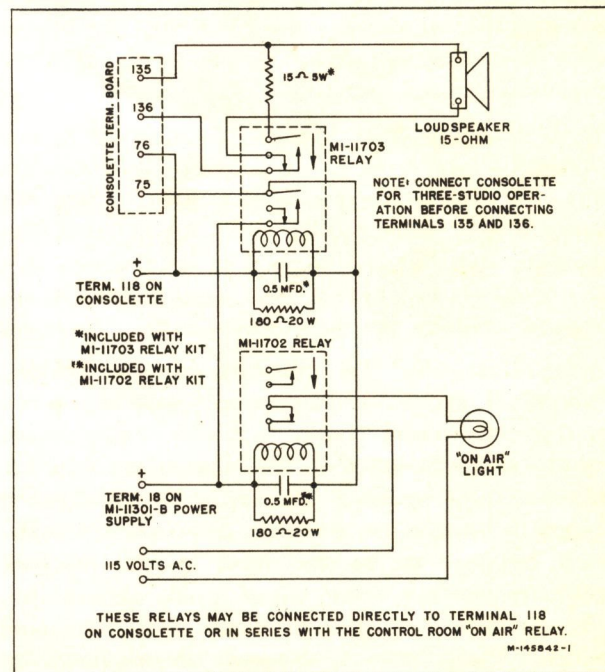 CONSOLETTE TERM. BOARD
135
136
76
75
15 Ω 5W*
LOUDSPEAKER
15-OHM
MI-11703
RELAY
NOTE: CONNECT CONSOLETTE
FOR THREE-STUDIO OPER-
ATION BEFORE CONNECTING
TERMINALS 135 AND 136.
+
TERM. 118 ON
CONSOLETTE
0.5 MFD.*
180 Ω 20 W
*INCLUDED WITH
MI-11703 RELAY KIT
**INCLUDED WITH
MI-11702 RELAY KIT
MI-11702 RELAY
"ON AIR"
LIGHT
+
TERM. 18 ON
MI-11301-B POWER
SUPPLY
0.5 MFD.**
180 Ω 20W
115 VOLTS A.C.
THESE RELAYS MAY BE CONNECTED DIRECTLY TO TERMINAL 118
ON CONSOLETTE OR IN SERIES WITH THE CONTROL ROOM "ON AIR" RELAY.
M-145842-1